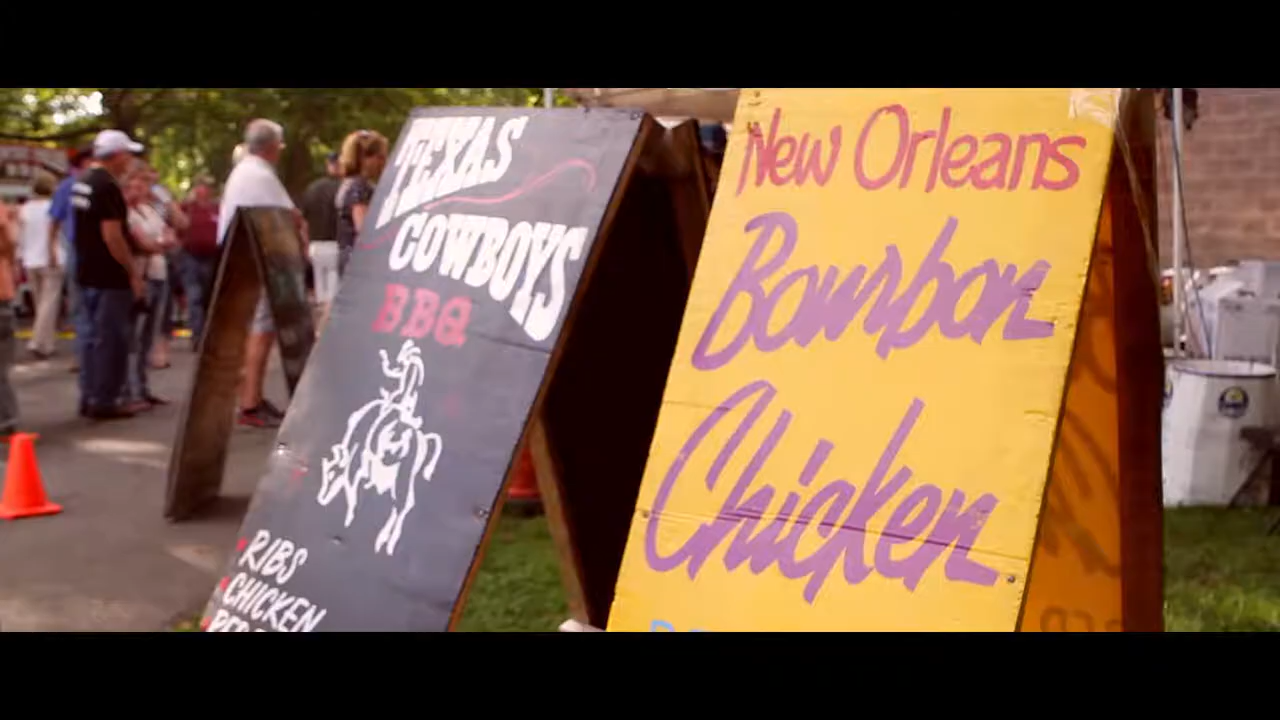 TEXAS
COWBOYS
BBQ
RIBS
CHICKEN
New Orleans
Bourbon
Chicken